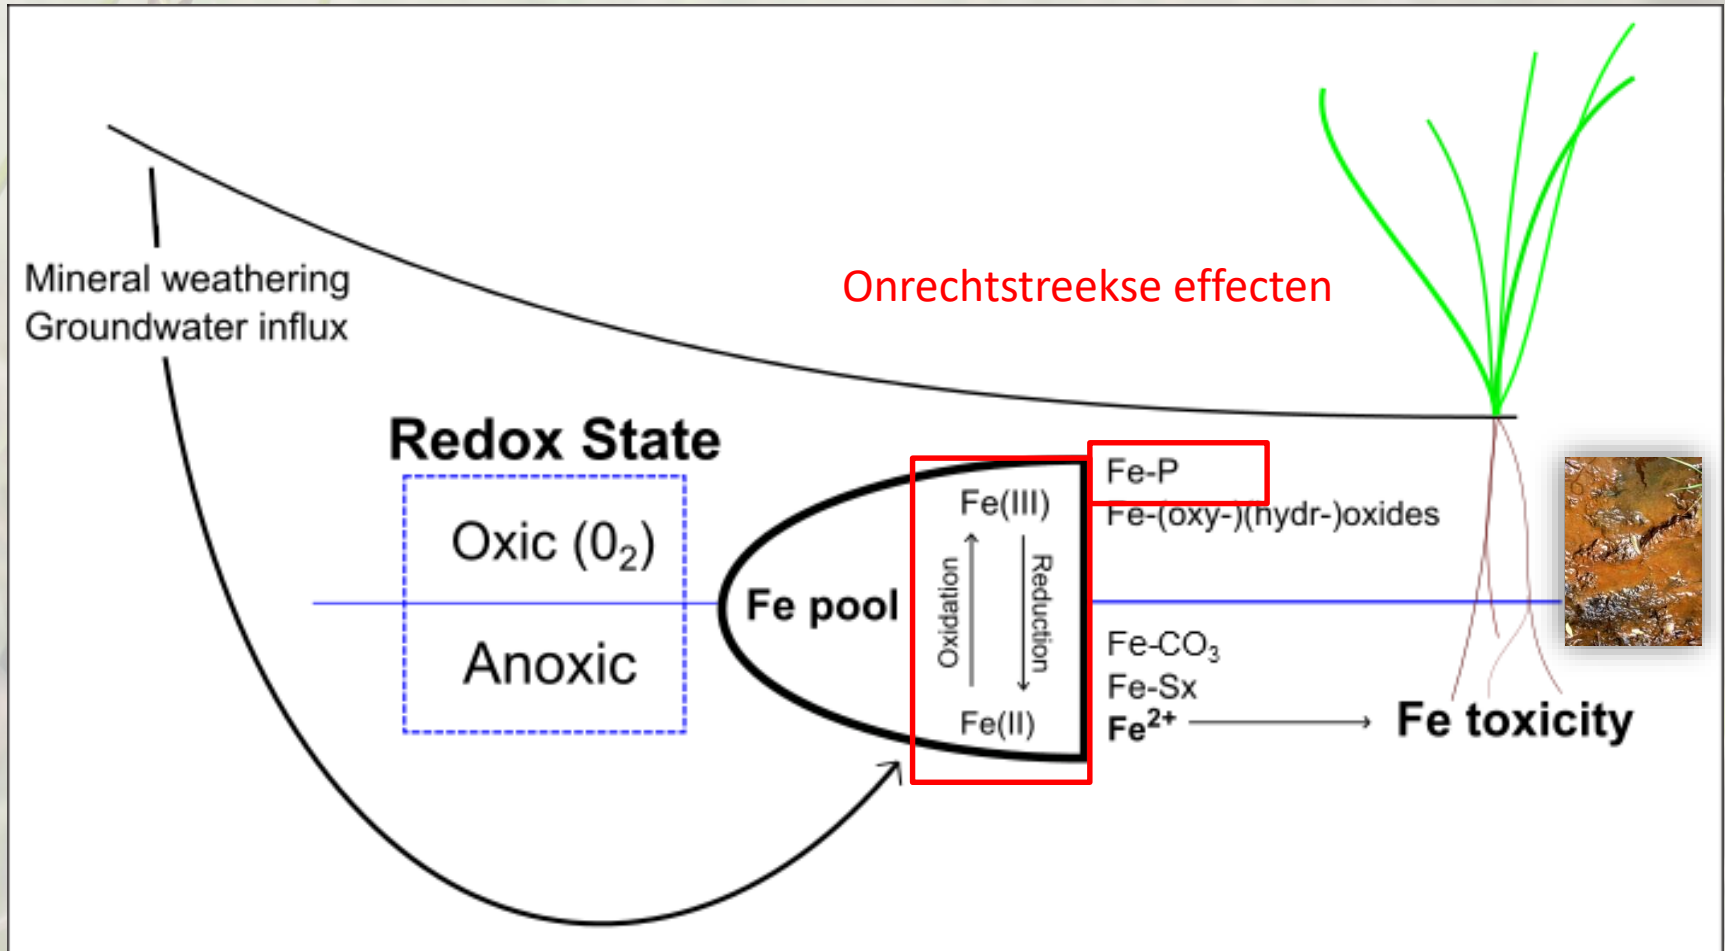 Mineral weathering
Groundwater influx
Onrechtstreekse effecten
Redox State
Oxic (0₂)
Anoxic
Fe pool
Fe(III)
Oxidation
Reduction
Fe(II)
Fe-P
Fe-(oxy-)(hydr-)oxides
Fe-CO₃
Fe-Sx
Fe²⁺
Fe toxicity